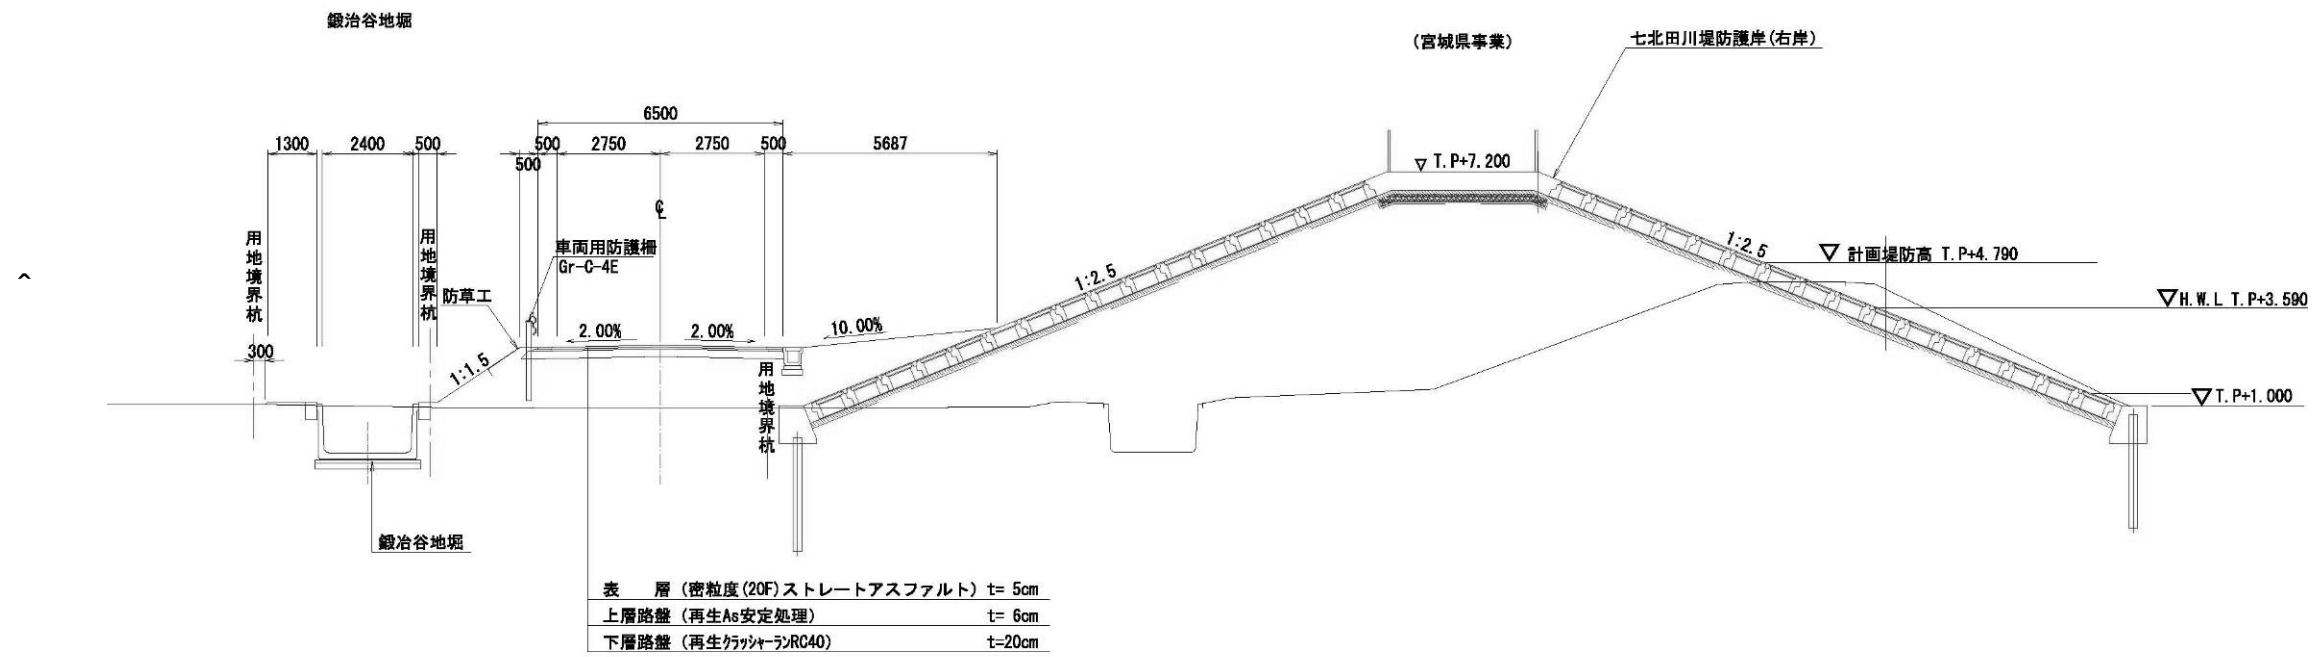 鍛治谷地堀
(宮城県事業)
七北田川堤防護岸(右岸)
6500
1300
2400
500
500
2750
2750
500
5687
500
T.P+7.200
℄
用地境界杭
用地境界杭
車両用防護柵
Gr-C-4E
1:2.5
計画堤防高 T.P+4.790
1:2.5
防草工
H.W.L T.P+3.590
2.00%
2.00%
10.00%
300
1:1.5
用地境界杭
T.P+1.000
鍛冶谷地堀
表　層 (密粒度(20F)ストレートアスファルト) t= 5cm
上層路盤 (再生As安定処理) t= 6cm
下層路盤 (再生クラッシャーランRC40) t=20cm